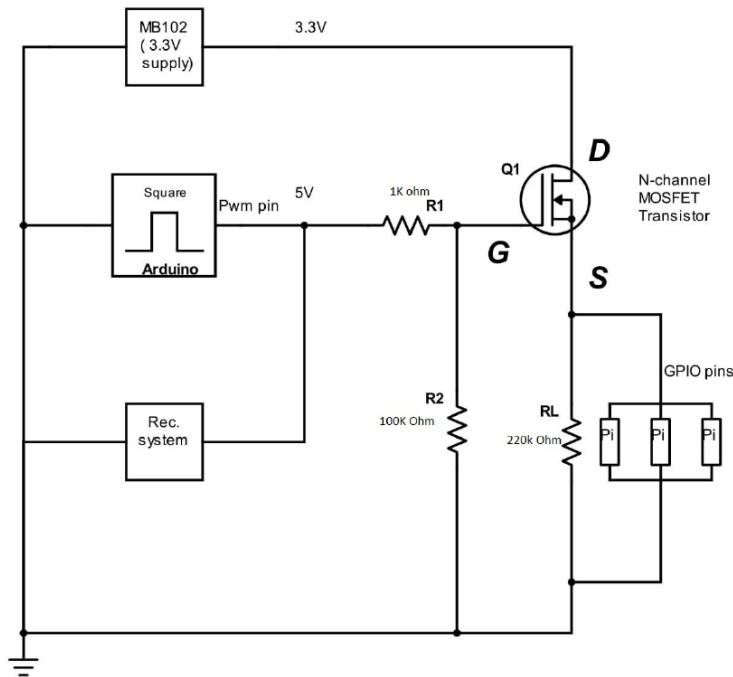 MB102
( 3.3V
supply)
3.3V
Q1
D
N-channel
MOSFET
Transistor
Square
Arduino
Pwm pin
5V
1K ohm
R1
G
S
GPIO pins
Rec.
system
R2
100K Ohm
RL
220k Ohm
Pi
Pi
Pi